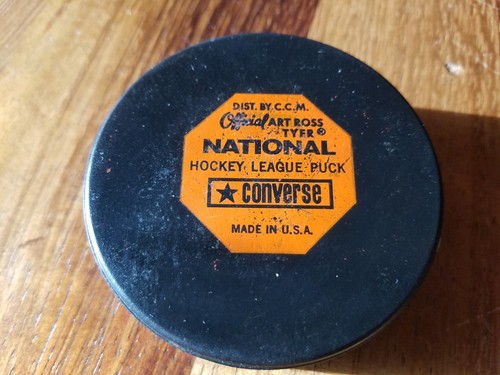 DIST. BY C.C.M.
Official ART ROSS
TYER ®
NATIONAL
HOCKEY LEAGUE PUCK
★ converse
MADE IN U.S.A.